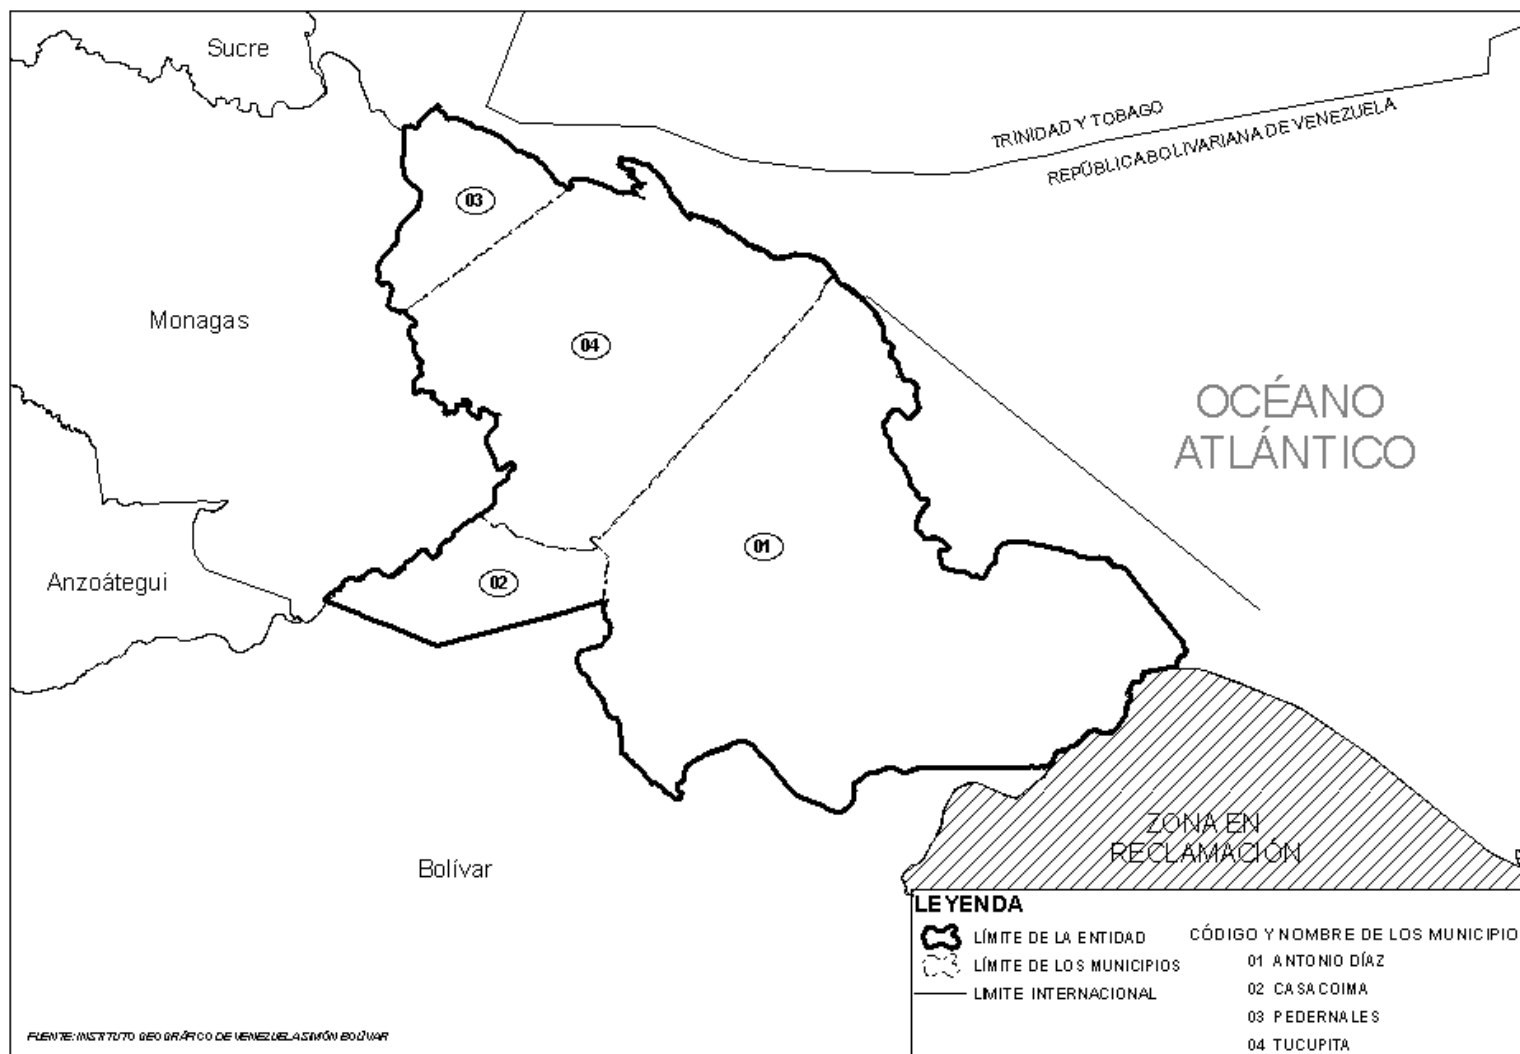 Sucre
TRINIDAD Y TOBAGO
REPÚBLICA BOLIVARIANA DE VENEZUELA
03
Monagas
04
OCÉANO
ATLÁNTICO
01
Anzoátegui
02
ZONA EN
RECLAMACIÓN
Bolívar
LEYENDA
LÍMITE DE LA ENTIDAD
LÍMITE DE LOS MUNICIPIOS
LIMITE INTERNACIONAL
CÓDIGO Y NOMBRE DE LOS MUNICIPIO
01 ANTONIO DÍAZ
02 CASACOIMA
03 PEDERNALES
04 TUCUPITA
FUENTE: INSTITUTO GEOGRÁFICO DE VENEZUELA SIMÓN BOLÍVAR